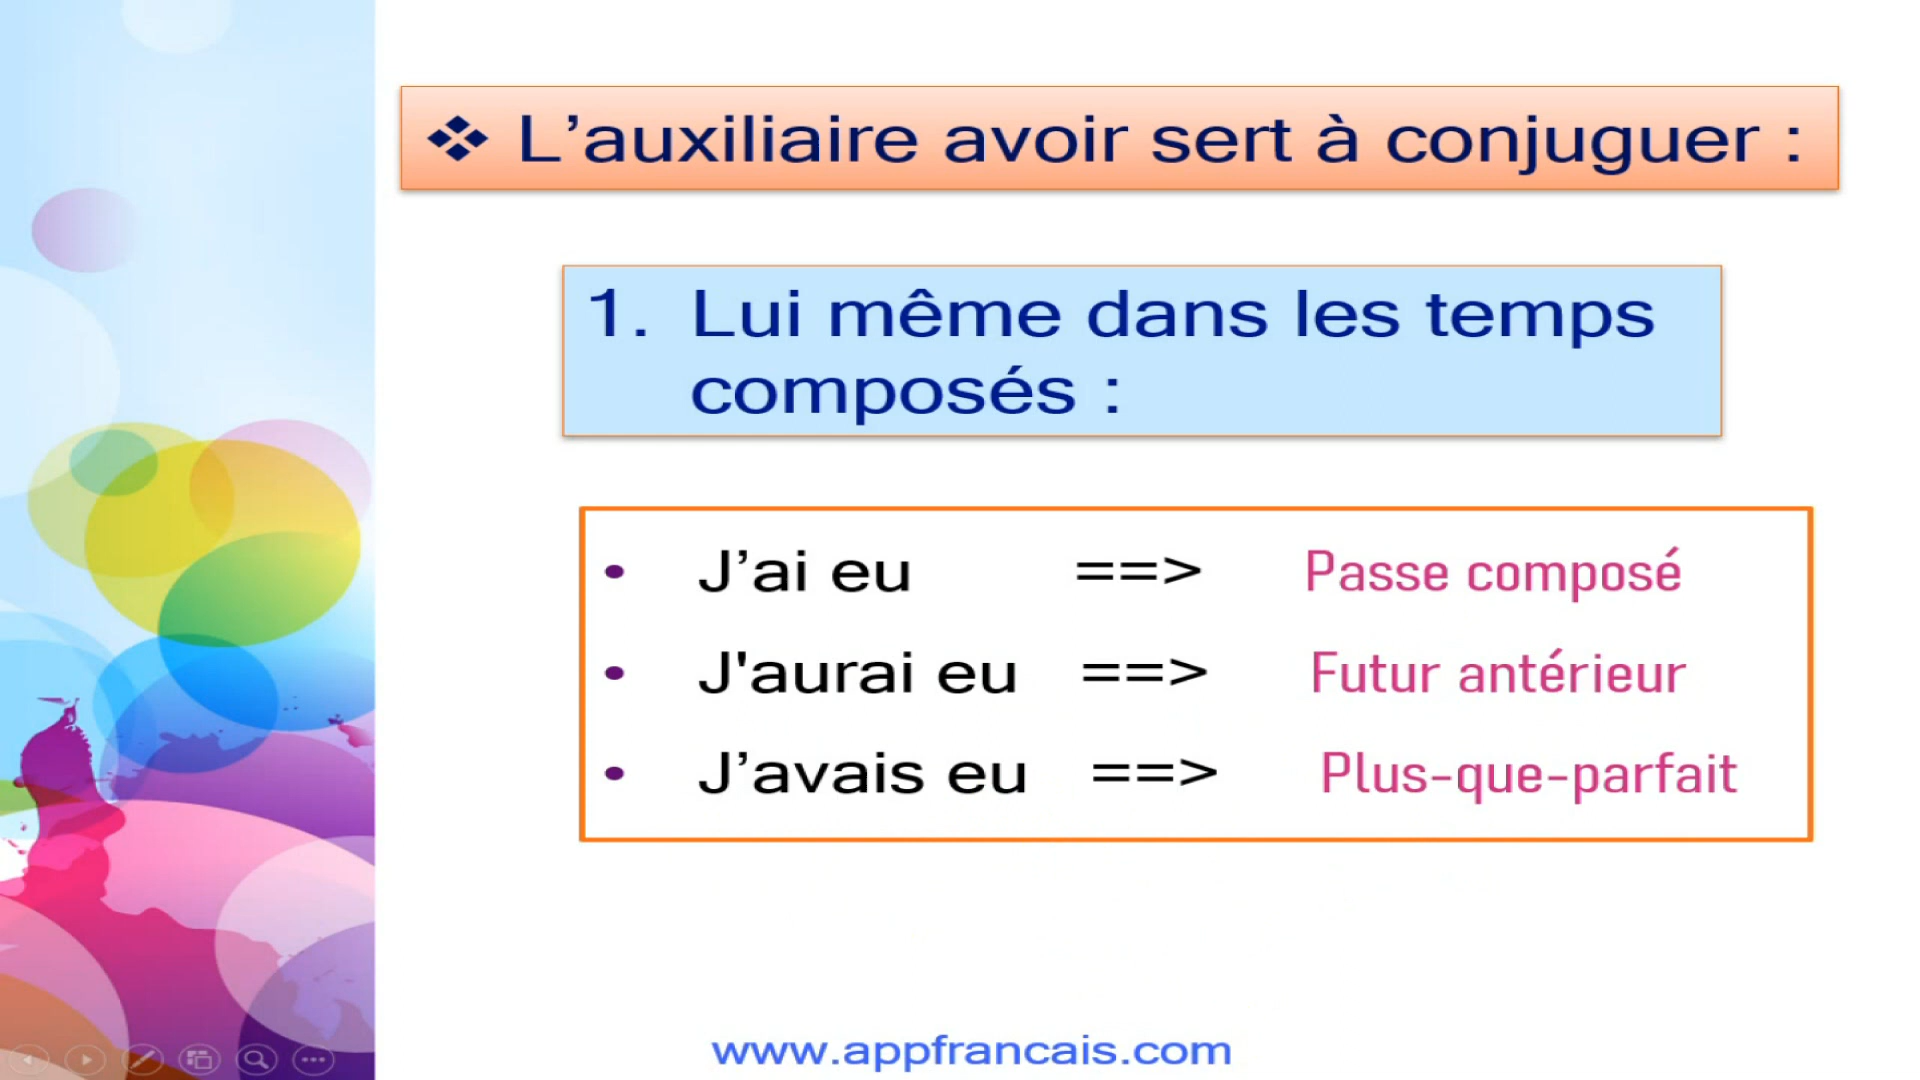 ❖ L’auxiliaire avoir sert à conjuguer :
1. Lui même dans les temps
composés :
• J’ai eu ==> Passe composé
• J'aurai eu ==> Futur antérieur
• J’avais eu ==> Plus-que-parfait
www.appfrancais.com